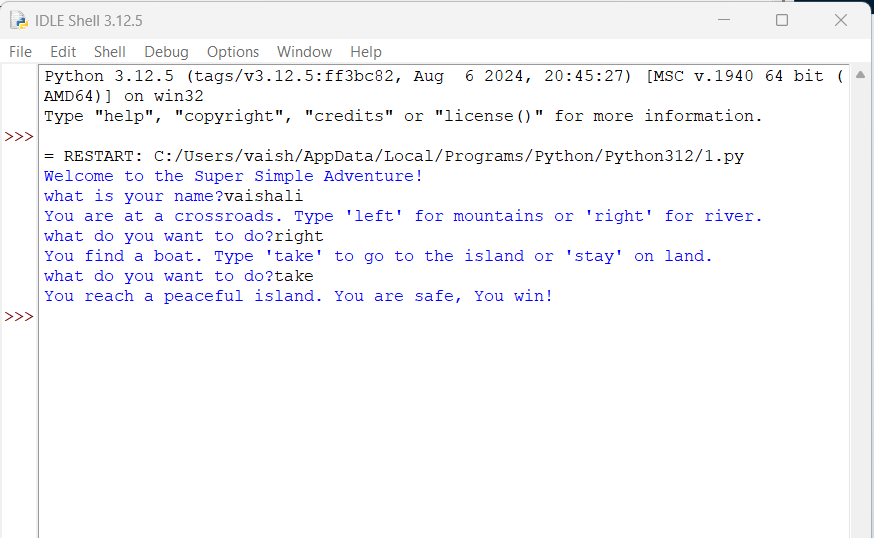 IDLE Shell 3.12.5
File Edit Shell Debug Options Window Help
Python 3.12.5 (tags/v3.12.5:ff3bc82, Aug  6 2024, 20:45:27) [MSC v.1940 64 bit (
AMD64)] on win32
Type "help", "copyright", "credits" or "license()" for more information.
>>>
= RESTART: C:/Users/vaish/AppData/Local/Programs/Python/Python312/1.py
Welcome to the Super Simple Adventure!
what is your name?vaishali
You are at a crossroads. Type 'left' for mountains or 'right' for river.
what do you want to do?right
You find a boat. Type 'take' to go to the island or 'stay' on land.
what do you want to do?take
You reach a peaceful island. You are safe, You win!
>>>